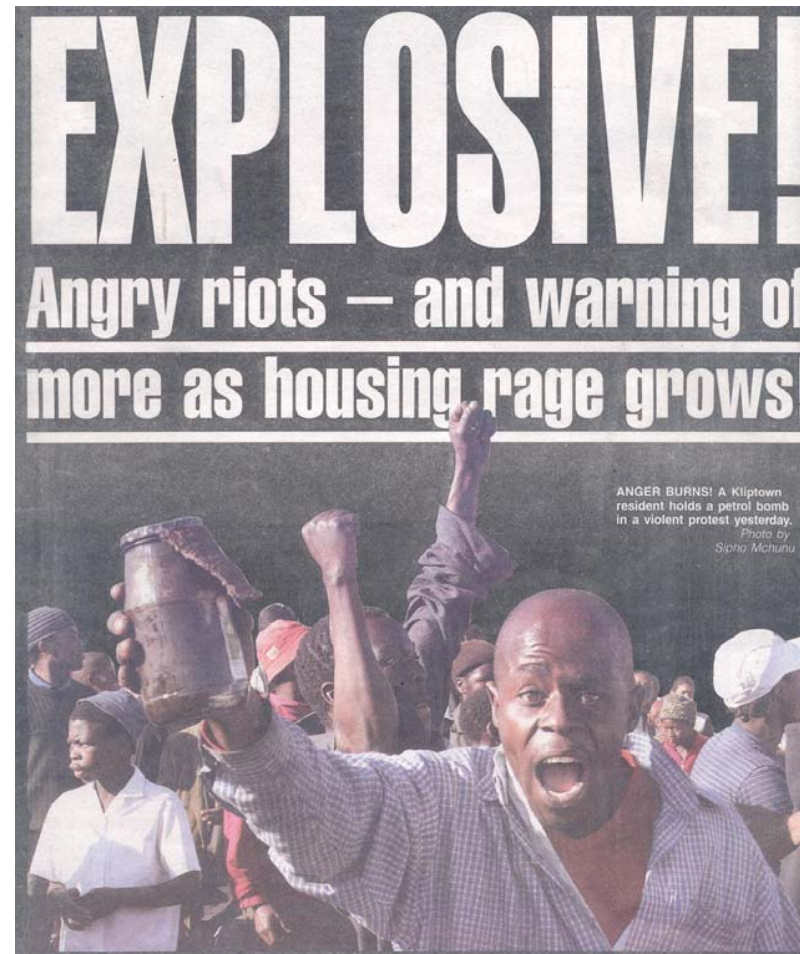 EXPLOSIVE!
Angry riots — and warning of
more as housing rage grows!
ANGER BURNS! A Kliptown
resident holds a petrol bomb
in a violent protest yesterday.
Photo by
Sipho Mchunu